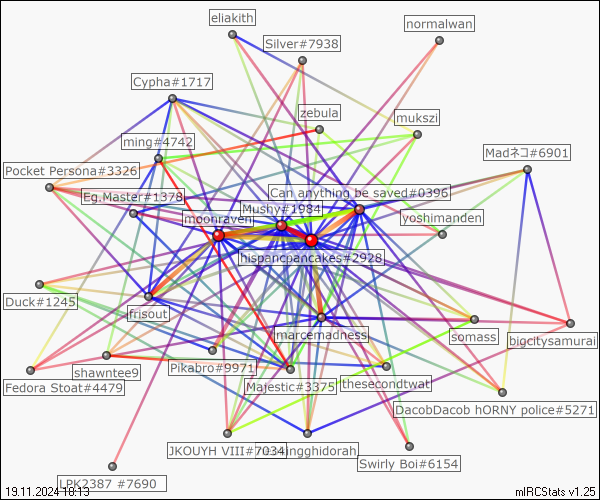 eliakith
normalwan
Silver#7938
Cypha#1717
zebula
mukszi
ming#4742
Madネコ#6901
Pocket Persona#3326
Eg.Master#1378
Can anything be saved#0396
Mushy#1984
moonraven
yoshimanden
hispancpancakes#2928
Duck#1245
frisout
marcemadness
somass
bigcitysamurai
shawntee9
Pikabro#9971
Fedora Stoat#4479
Majestic#3375
thesecondtwat
DacobDacob hORNY police#5271
JKOUYH VIII#7034
ingghidorah
Swirly Boi#6154
LPK2387 #7690
19.11.2024 18:13
mIRCStats v1.25